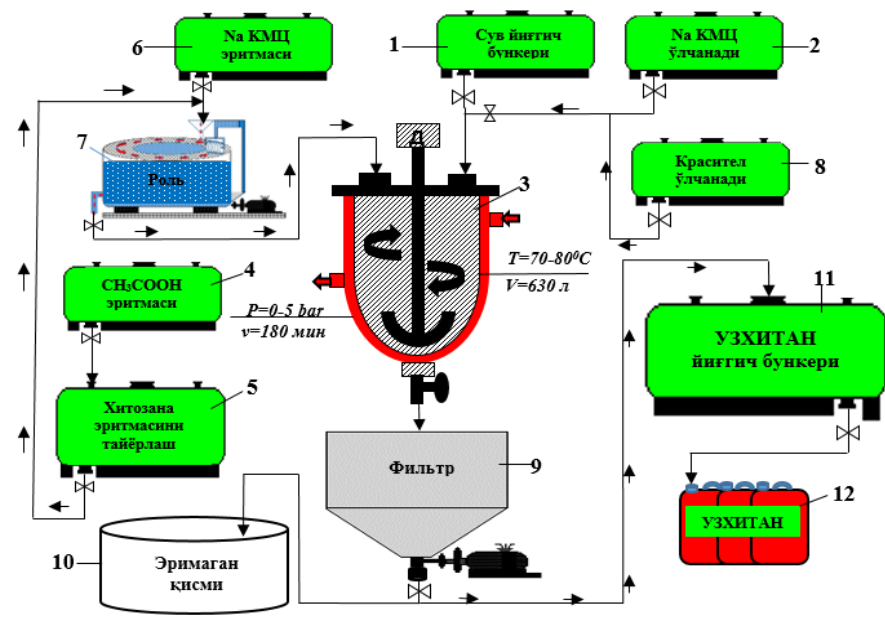 6
Na КМЦ
эритмаси
1
Сув йиғгич
бункери
Na КМЦ
ўлчанади
2
7
Роль
Д
3
Красител
ўлчанади
8
T=70-80⁰C
V=630 л
CH₃COOH
эритмаси
4
P=0-5 bar
v=180 мин
11
УЗХИТАН
йиғгич бункери
Хитозана
эритмасини
тайёрлаш
5
Фильтр
9
12
УЗХИТАН
10
Эримаган
қисми